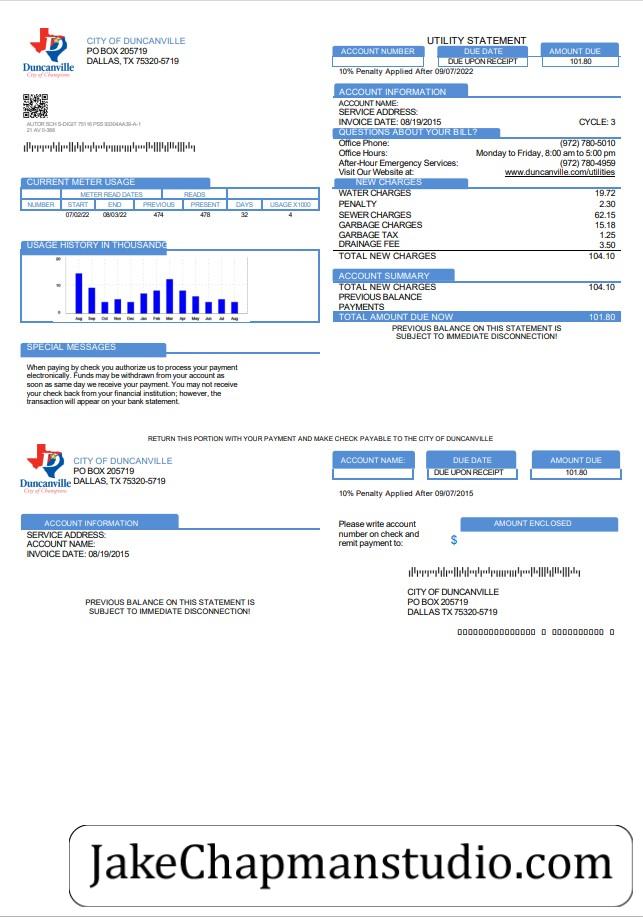 Duncanville
City of Champions
CITY OF DUNCANVILLE
PO BOX 205719
DALLAS, TX 75320-5719
UTILITY STATEMENT
ACCOUNT NUMBER DUE DATE AMOUNT DUE
DUE UPON RECEIPT 101.80
10% Penalty Applied After 09/07/2022
21 AV 0-388
ACCOUNT INFORMATION
ACCOUNT NAME:
SERVICE ADDRESS:
INVOICE DATE: 08/19/2015 CYCLE: 3
QUESTIONS ABOUT YOUR BILL?
Office Phone: (972) 780-5010
Office Hours: Monday to Friday, 8:00 am to 5:00 pm
After-Hour Emergency Services: (972) 780-4959
Visit Our Website at: www.duncanville.com/utilities
NEW CHARGES
WATER CHARGES 19.72
PENALTY 2.30
SEWER CHARGES 62.15
GARBAGE CHARGES 15.18
GARBAGE TAX 1.25
DRAINAGE FEE 3.50
TOTAL NEW CHARGES 104.10
ACCOUNT SUMMARY
TOTAL NEW CHARGES 104.10
PREVIOUS BALANCE
PAYMENTS
TOTAL AMOUNT DUE NOW 101.80
PREVIOUS BALANCE ON THIS STATEMENT IS
SUBJECT TO IMMEDIATE DISCONNECTION!
CURRENT METER USAGE
METER READ DATES READS
NUMBER START END PREVIOUS PRESENT DAYS USAGE X1000
07/02/22 08/03/22 474 478 32 4
USAGE HISTORY IN THOUSANDG
20
10
0
Aug Sep Oct Nov Dec Jan Feb Mar Apr May Jun Jul Aug
SPECIAL MESSAGES
When paying by check you authorize us to process your payment
electronically. Funds may be withdrawn from your account as
soon as same day we receive your payment. You may not receive
your check back from your financial institution; however, the
transaction will appear on your bank statement.
RETURN THIS PORTION WITH YOUR PAYMENT AND MAKE CHECK PAYABLE TO THE CITY OF DUNCANVILLE
Duncanville
City of Champions
CITY OF DUNCANVILLE
PO BOX 205719
DALLAS, TX 75320-5719
ACCOUNT NAME: DUE DATE AMOUNT DUE
DUE UPON RECEIPT 101.80
10% Penalty Applied After 09/07/2015
ACCOUNT INFORMATION
SERVICE ADDRESS:
ACCOUNT NAME:
INVOICE DATE: 08/19/2015
PREVIOUS BALANCE ON THIS STATEMENT IS
SUBJECT TO IMMEDIATE DISCONNECTION!
Please write account
number on check and
remit payment to:
AMOUNT ENCLOSED
$
CITY OF DUNCANVILLE
PO BOX 205719
DALLAS TX 75320-5719
JakeChapmanstudio.com